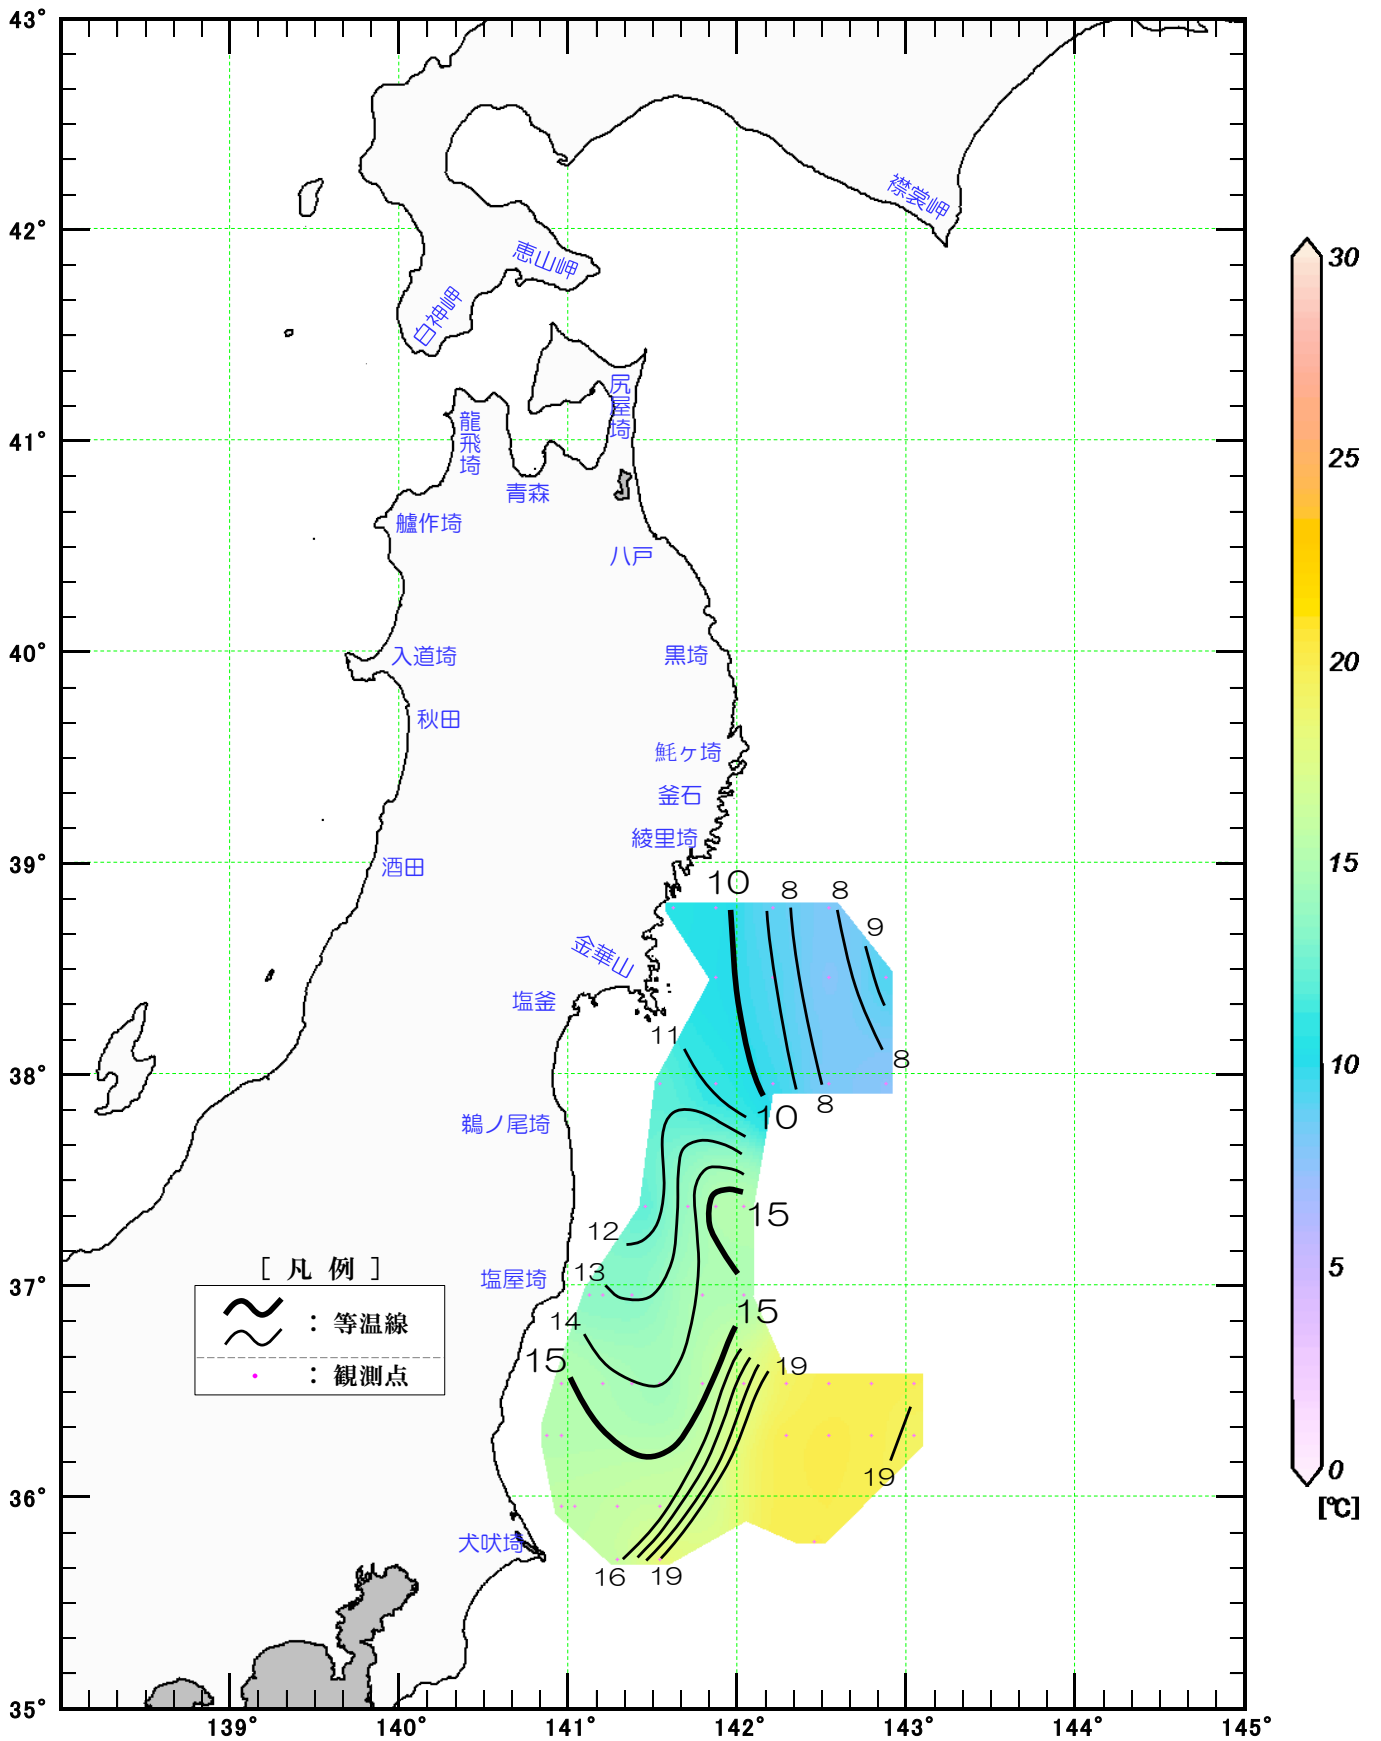 43°
42°
41°
40°
39°
38°
37°
36°
35°
139°
140°
141°
142°
143°
144°
145°
襟裳岬
恵山岬
白神岬
尻屋埼
龍飛埼
青森
艫作埼
八戸
入道埼
黒埼
秋田
魹ヶ埼
釜石
綾里埼
酒田
10
8
8
9
金華山
塩釜
11
8
8
10
鵜ノ尾埼
15
12
[ 凡 例 ]
塩屋埼
13
14
15
: 等温線
15
19
: 観測点
19
犬吠埼
16
19
30
25
20
15
10
5
0
[℃]